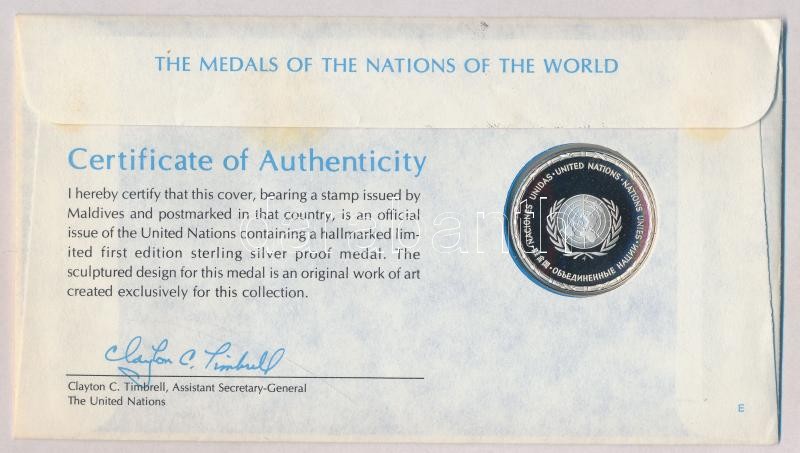 THE MEDALS OF THE NATIONS OF THE WORLD
Certificate of Authenticity
I hereby certify that this cover, bearing a stamp issued by
Maldives and postmarked in that country, is an official
issue of the United Nations containing a hallmarked lim-
ited first edition sterling silver proof medal. The
sculptured design for this medal is an original work of art
created exclusively for this collection.
NACIONES UNIDAS • UNITED NATIONS • NATIONS UNIES
• ОБЪЕДИНЕННЫЕ НАЦИИ •
Clayton C. Timbrell
Clayton C. Timbrell, Assistant Secretary-General
The United Nations
E